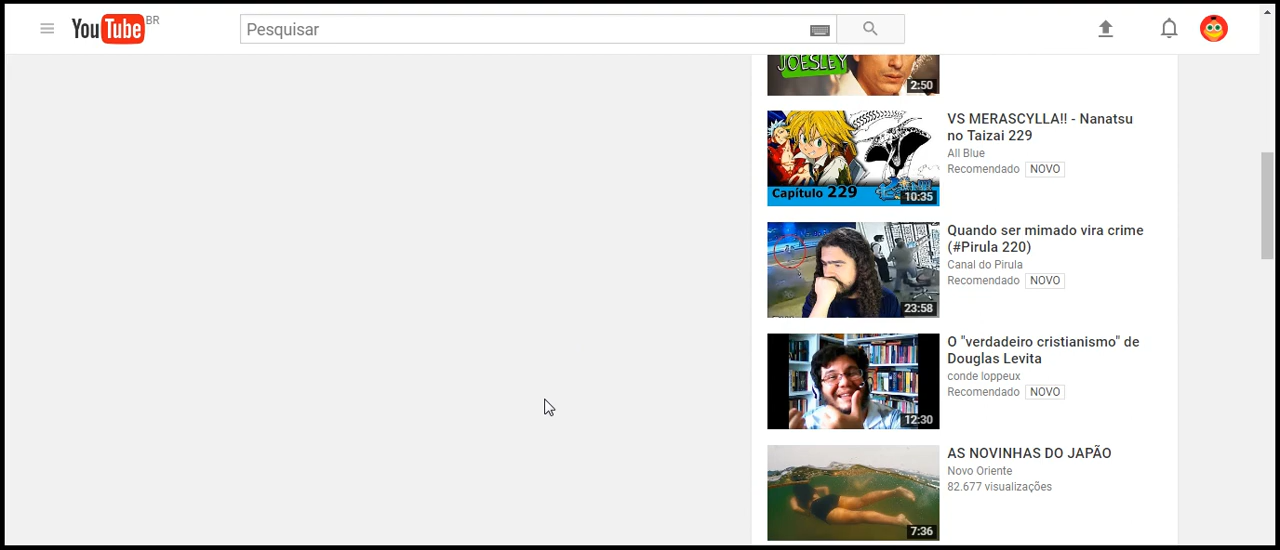 YouTube BR
Pesquisar
JOESLEY
2:50
VS MERASCYLLA!! - Nanatsu
no Taizai 229
All Blue
Recomendado NOVO
Capítulo 229
10:35
Quando ser mimado vira crime
(#Pirula 220)
Canal do Pirula
Recomendado NOVO
23:58
O "verdadeiro cristianismo" de
Douglas Levita
conde loppeux
Recomendado NOVO
12:30
AS NOVINHAS DO JAPÃO
Novo Oriente
82.677 visualizações
7:36